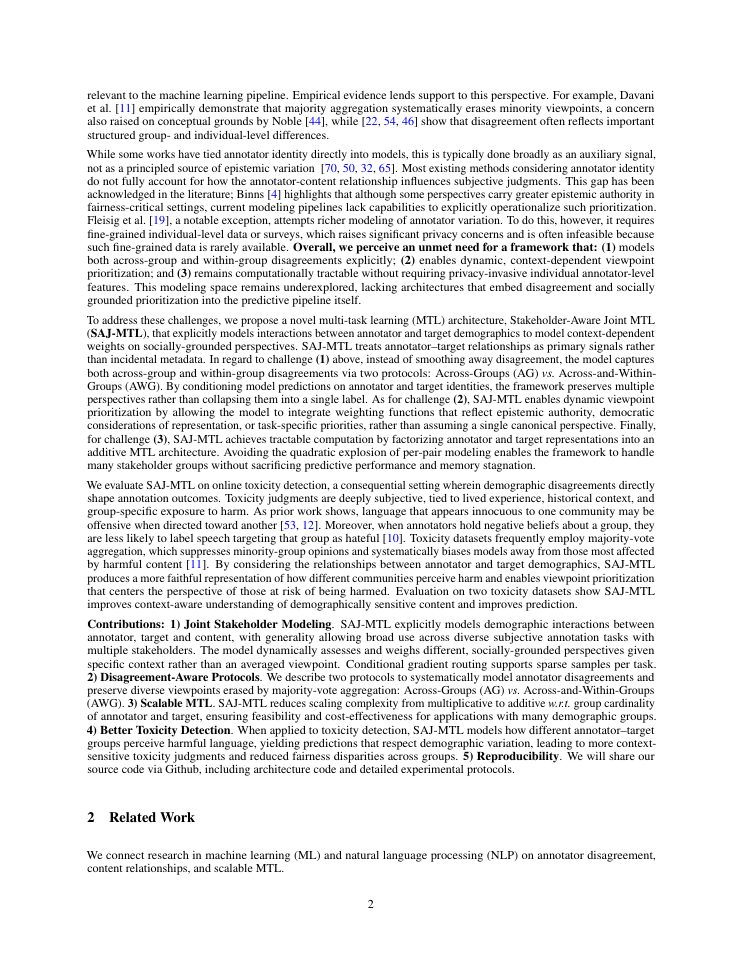 relevant to the machine learning pipeline. Empirical evidence lends support to this perspective. For example, Davani
et al. [11] empirically demonstrate that majority aggregation systematically erases minority viewpoints, a concern
also raised on conceptual grounds by Noble [44], while [22, 54, 46] show that disagreement often reflects important
structured group- and individual-level differences.
While some works have tied annotator identity directly into models, this is typically done broadly as an auxiliary signal,
not as a principled source of epistemic variation [70, 50, 32, 65]. Most existing methods considering annotator identity
do not fully account for how the annotator-content relationship influences subjective judgments. This gap has been
acknowledged in the literature; Binns [4] highlights that although some perspectives carry greater epistemic authority in
fairness-critical settings, current modeling pipelines lack capabilities to explicitly operationalize such prioritization.
Fleisig et al. [19], a notable exception, attempts richer modeling of annotator variation. To do this, however, it requires
fine-grained individual-level data or surveys, which raises significant privacy concerns and is often infeasible because
such fine-grained data is rarely available. Overall, we perceive an unmet need for a framework that: (1) models
both across-group and within-group disagreements explicitly; (2) enables dynamic, context-dependent viewpoint
prioritization; and (3) remains computationally tractable without requiring privacy-invasive individual annotator-level
features. This modeling space remains underexplored, lacking architectures that embed disagreement and socially
grounded prioritization into the predictive pipeline itself.
To address these challenges, we propose a novel multi-task learning (MTL) architecture, Stakeholder-Aware Joint MTL
(SAJ-MTL), that explicitly models interactions between annotator and target demographics to model context-dependent
weights on socially-grounded perspectives. SAJ-MTL treats annotator–target relationships as primary signals rather
than incidental metadata. In regard to challenge (1) above, instead of smoothing away disagreement, the model captures
both across-group and within-group disagreements via two protocols: Across-Groups (AG) vs. Across-and-Within-
Groups (AWG). By conditioning model predictions on annotator and target identities, the framework preserves multiple
perspectives rather than collapsing them into a single label. As for challenge (2), SAJ-MTL enables dynamic viewpoint
prioritization by allowing the model to integrate weighting functions that reflect epistemic authority, democratic
considerations of representation, or task-specific priorities, rather than assuming a single canonical perspective. Finally,
for challenge (3), SAJ-MTL achieves tractable computation by factorizing annotator and target representations into an
additive MTL architecture. Avoiding the quadratic explosion of per-pair modeling enables the framework to handle
many stakeholder groups without sacrificing predictive performance and memory stagnation.
We evaluate SAJ-MTL on online toxicity detection, a consequential setting wherein demographic disagreements directly
shape annotation outcomes. Toxicity judgments are deeply subjective, tied to lived experience, historical context, and
group-specific exposure to harm. As prior work shows, language that appears innocuous to one community may be
offensive when directed toward another [53, 12]. Moreover, when annotators hold negative beliefs about a group, they
are less likely to label speech targeting that group as hateful [10]. Toxicity datasets frequently employ majority-vote
aggregation, which suppresses minority-group opinions and systematically biases models away from those most affected
by harmful content [11]. By considering the relationships between annotator and target demographics, SAJ-MTL
produces a more faithful representation of how different communities perceive harm and enables viewpoint prioritization
that centers the perspective of those at risk of being harmed. Evaluation on two toxicity datasets show SAJ-MTL
improves context-aware understanding of demographically sensitive content and improves prediction.
Contributions: 1) Joint Stakeholder Modeling. SAJ-MTL explicitly models demographic interactions between
annotator, target and content, with generality allowing broad use across diverse subjective annotation tasks with
multiple stakeholders. The model dynamically assesses and weighs different, socially-grounded perspectives given
specific context rather than an averaged viewpoint. Conditional gradient routing supports sparse samples per task.
2) Disagreement-Aware Protocols. We describe two protocols to systematically model annotator disagreements and
preserve diverse viewpoints erased by majority-vote aggregation: Across-Groups (AG) vs. Across-and-Within-Groups
(AWG). 3) Scalable MTL. SAJ-MTL reduces scaling complexity from multiplicative to additive w.r.t. group cardinality
of annotator and target, ensuring feasibility and cost-effectiveness for applications with many demographic groups.
4) Better Toxicity Detection. When applied to toxicity detection, SAJ-MTL models how different annotator–target
groups perceive harmful language, yielding predictions that respect demographic variation, leading to more context-
sensitive toxicity judgments and reduced fairness disparities across groups. 5) Reproducibility. We will share our
source code via Github, including architecture code and detailed experimental protocols.
2 Related Work
We connect research in machine learning (ML) and natural language processing (NLP) on annotator disagreement,
content relationships, and scalable MTL.
2